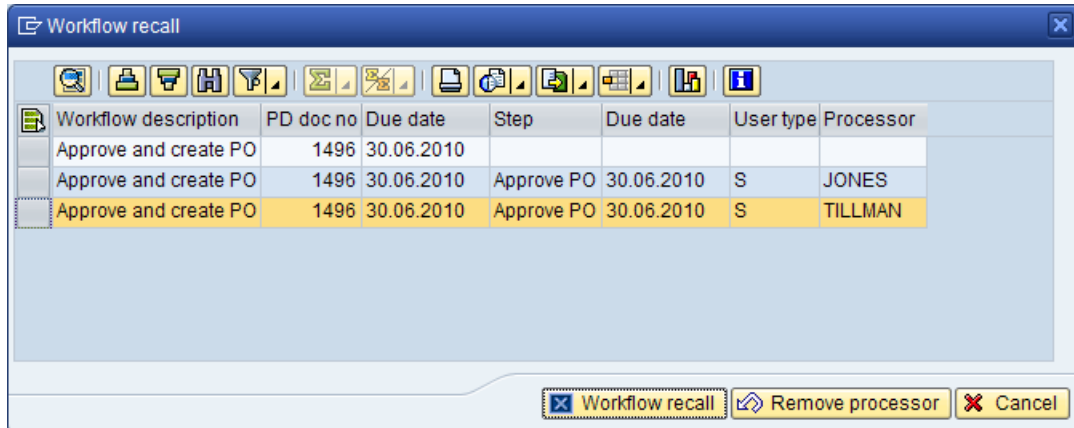 Workflow recall
Workflow description PD doc no Due date Step Due date User type Processor
Approve and create PO 1496 30.06.2010
Approve and create PO 1496 30.06.2010 Approve PO 30.06.2010 S JONES
Approve and create PO 1496 30.06.2010 Approve PO 30.06.2010 S TILLMAN
Workflow recall Remove processor Cancel